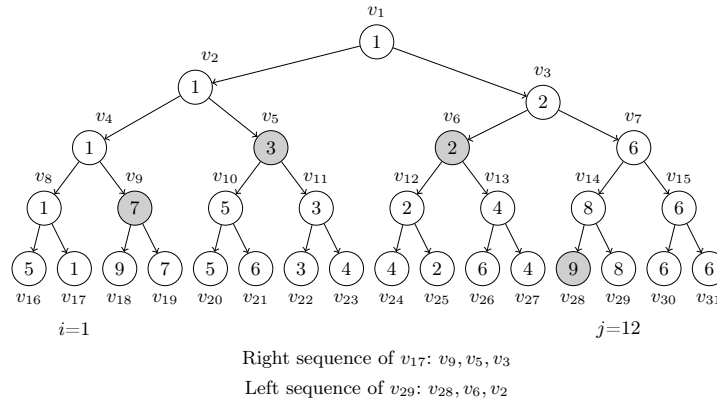 v₁
1
v₂
v₃
1
2
v₄ v₅ v₆ v₇
1 3 2 6
v₈ v₉ v₁₀ v₁₁ v₁₂ v₁₃ v₁₄ v₁₅
1 7 5 3 2 4 8 6
5 1 9 7 5 6 3 4 4 2 6 4 9 8 6 6
v₁₆ v₁₇ v₁₈ v₁₉ v₂₀ v₂₁ v₂₂ v₂₃ v₂₄ v₂₅ v₂₆ v₂₇ v₂₈ v₂₉ v₃₀ v₃₁
i=1 j=12
Right sequence of v₁₇: v₉, v₅, v₃
Left sequence of v₂₉: v₂₈, v₆, v₂